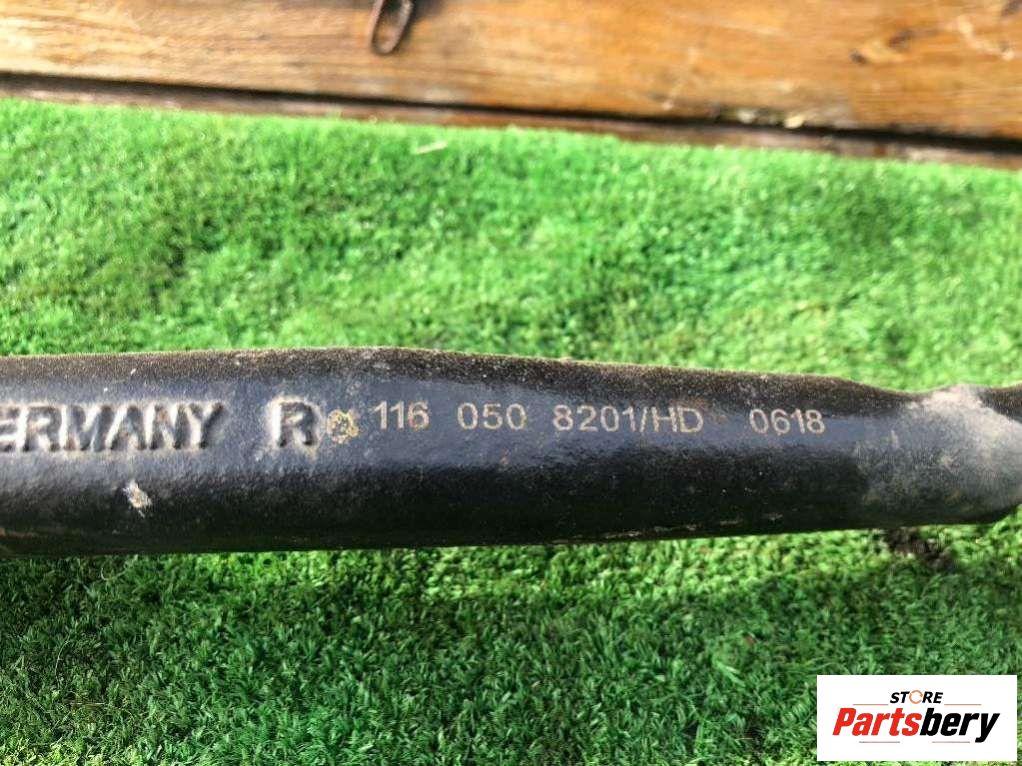 ERMANY R 116 050 8201/HD 0618
STORE
Partsbery